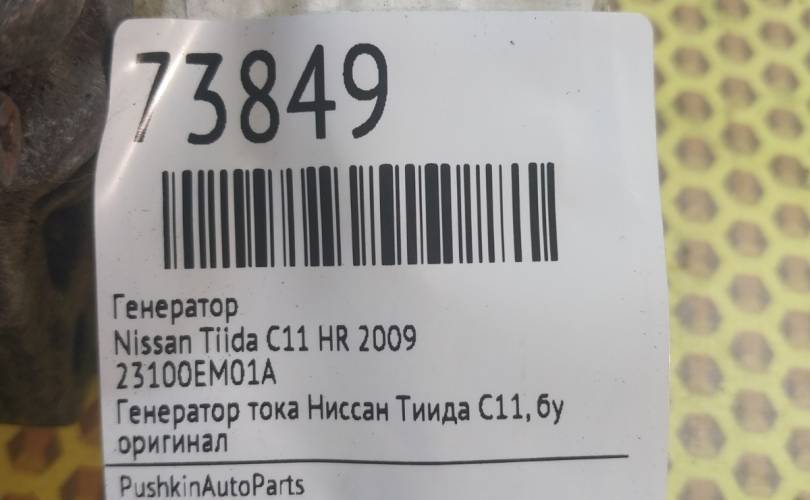 73849
Генератор
Nissan Tiida C11 HR 2009
23100EM01A
Генератор тока Ниссан Тиида С11, бу
оригинал
PushkinAutoParts